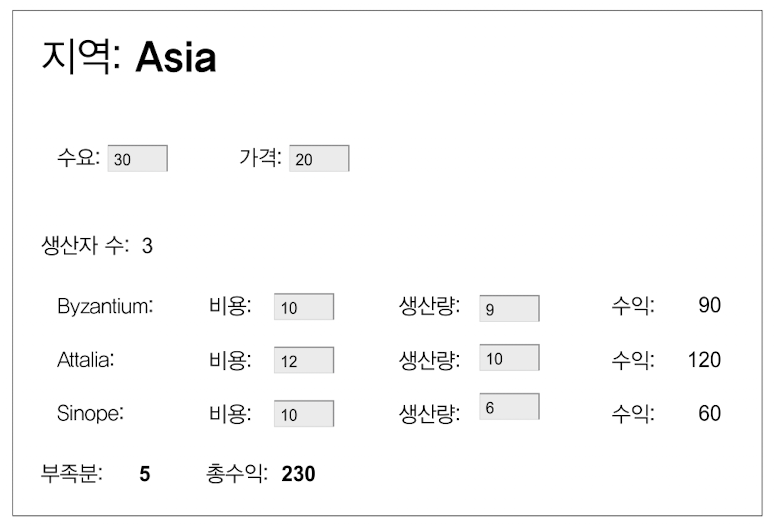 지역: Asia
수요: 30 가격: 20
생산자 수: 3
Byzantium: 비용: 10 생산량: 9 수익: 90
Attalia: 비용: 12 생산량: 10 수익: 120
Sinope: 비용: 10 생산량: 6 수익: 60
부족분: 5 총수익: 230